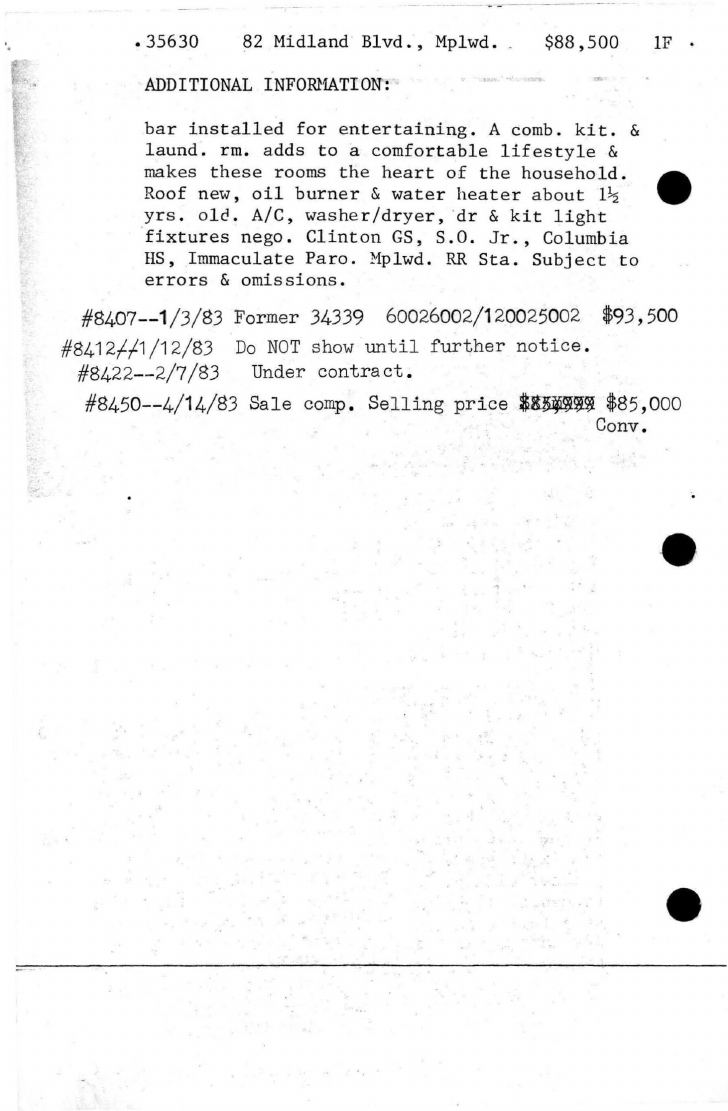 .35630 82 Midland Blvd., Mplwd. $88,500 1F
ADDITIONAL INFORMATION:
bar installed for entertaining. A comb. kit. &
laund. rm. adds to a comfortable lifestyle &
makes these rooms the heart of the household.
Roof new, oil burner & water heater about 1½
yrs. old. A/C, washer/dryer, dr & kit light
fixtures nego. Clinton GS, S.O. Jr., Columbia
HS, Immaculate Paro. Mplwd. RR Sta. Subject to
errors & omissions.
#8407--1/3/83 Former 34339 60026002/120025002 $93,500
#8412--1/12/83 Do NOT show until further notice.
#8422--2/7/83 Under contract.
#8450--4/14/83 Sale comp. Selling price $85,000
Conv.